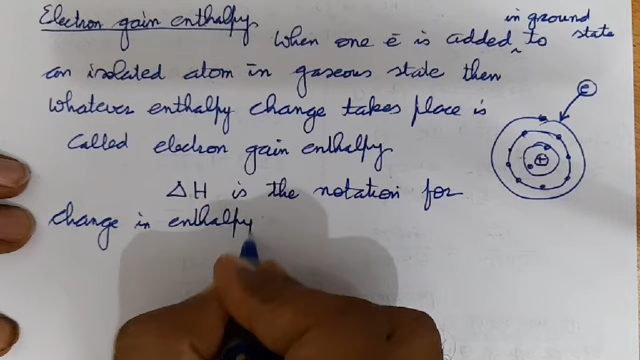 Electron gain enthalpy
in ground
When one ē is added to state
an isolated atom in gaseous state then
Whatever enthalpy change takes place is
Called electron gain enthalpy
e
+
ΔH is the notation for
change in enthalpy